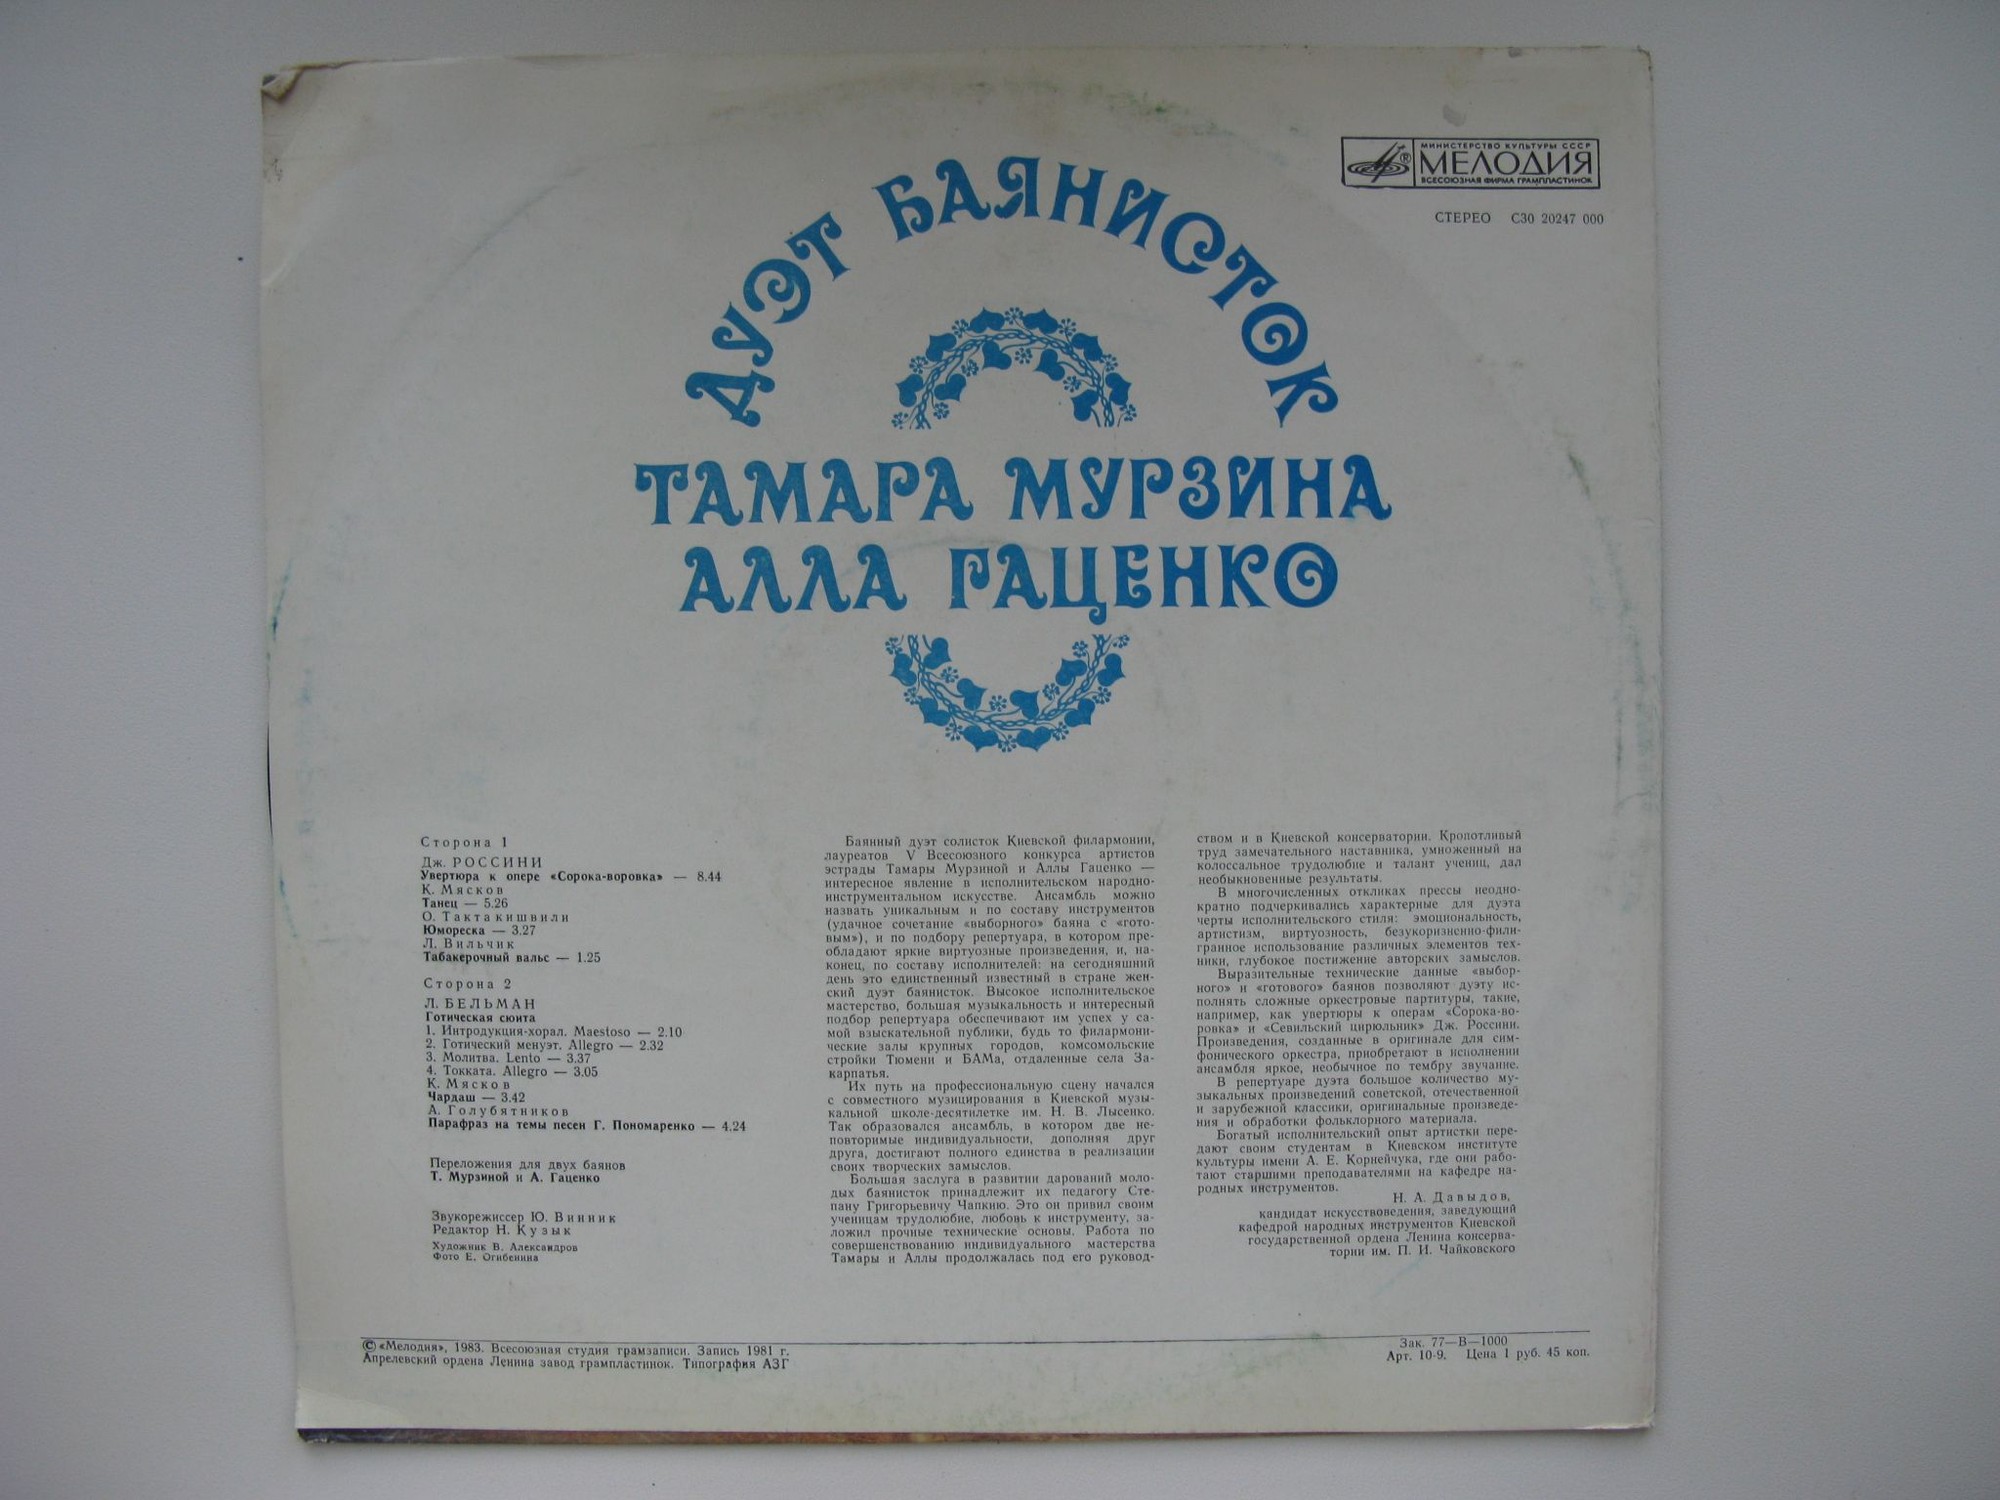 МИНИСТЕРСТВО КУЛЬТУРЫ СССР
МЕЛОДИЯ
ВСЕСОЮЗНАЯ ФИРМА ГРАМПЛАСТИНОК
СТЕРЕО С30 20247 000
ДУЭТ БАЯНИСТОК
ТАМАРА МУРЗИНА
АЛЛА ГАЦЕНКО
Сторона 1
Дж. РОССИНИ
Увертюра к опере «Сорока-воровка» — 8.44
К. Мясков
Танец — 5.26
О. Тактакишвили
Юмореска — 3.27
Л. Вильчик
Табакерочный вальс — 1.25
Сторона 2
Л. БЕЛЬМАН
Готическая сюита
1. Интродукция-хорал. Maestoso — 2.10
2. Готический менуэт. Allegro — 2.32
3. Молитва. Lento — 3.37
4. Токката. Allegro — 3.05
К. Мясков
Чардаш — 3.42
А. Голубятников
Парафраз на темы песен Г. Пономаренко — 4.24
Переложения для двух баянов
Т. Мурзиной и А. Гаценко
Звукорежиссер Ю. Винник
Редактор Н. Кузык
Художник В. Александров
Фото Е. Огибенина
Баянный дуэт солисток Киевской филармонии,
лауреатов V Всесоюзного конкурса артистов
эстрады Тамары Мурзиной и Аллы Гаценко —
интересное явление в исполнительском народно-
инструментальном искусстве. Ансамбль можно
назвать уникальным и по составу инструментов
(удачное сочетание «выборного» баяна с «гото-
вым»), и по подбору репертуара, в котором пре-
обладают яркие виртуозные произведения, и, на-
конец, по составу исполнителей: на сегодняшний
день это единственный известный в стране жен-
ский дуэт баянисток. Высокое исполнительское
мастерство, большая музыкальность и интересный
подбор репертуара обеспечивают им успех у са-
мой взыскательной публики, будь то филармони-
ческие залы крупных городов, комсомольские
стройки Тюмени и БАМа, отдаленные села За-
карпатья.
Их путь на профессиональную сцену начался
с совместного музицирования в Киевской музы-
кальной школе-десятилетке им. Н. В. Лысенко.
Так образовался ансамбль, в котором две не-
повторимые индивидуальности, дополняя друг
друга, достигают полного единства в реализации
своих творческих замыслов.
Большая заслуга в развитии дарований моло-
дых баянисток принадлежит их педагогу Сте-
пану Григорьевичу Чапкию. Это он привил своим
ученицам трудолюбие, любовь к инструменту, за-
ложил прочные технические основы. Работа по
совершенствованию индивидуального мастерства
Тамары и Аллы продолжалась под его руковод-
ством и в Киевской консерватории. Кропотливый
труд замечательного наставника, умноженный на
колоссальное трудолюбие и талант учениц, дал
необыкновенные результаты.
В многочисленных откликах прессы неодно-
кратно подчеркивались характерные для дуэта
черты исполнительского стиля: эмоциональность,
артистизм, виртуозность, безукоризненно-фили-
гранное использование различных элементов тех-
ники, глубокое постижение авторских замыслов.
Выразительные технические данные «выбор-
ного» и «готового» баянов позволяют дуэту ис-
полнять сложные оркестровые партитуры, такие,
например, как увертюры к операм «Сорока-во-
ровка» и «Севильский цирюльник» Дж. Россини.
Произведения, созданные в оригинале для сим-
фонического оркестра, приобретают в исполнении
ансамбля яркое, необычное по тембру звучание.
В репертуаре дуэта большое количество му-
зыкальных произведений советской, отечественной
и зарубежной классики, оригинальные произведе-
ния и обработки фольклорного материала.
Богатый исполнительский опыт артистки пере-
дают своим студентам в Киевском институте
культуры имени А. Е. Корнейчука, где они рабо-
тают старшими преподавателями на кафедре на-
родных инструментов.
Н. А. Давыдов,
кандидат искусствоведения, заведующий
кафедрой народных инструментов Киевской
государственной ордена Ленина консерва-
тории им. П. И. Чайковского
© «Мелодия», 1983. Всесоюзная студия грамзаписи. Запись 1981 г.
Апрелевский ордена Ленина завод грампластинок. Типография АЗГ
Зак. 77—В—1000
Арт. 10-9. Цена 1 руб. 45 коп.